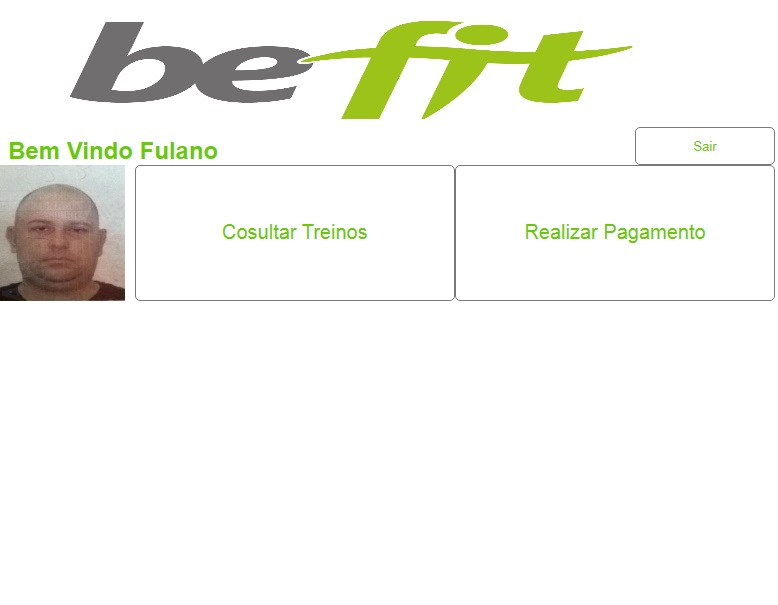 befit
Bem Vindo Fulano
Sair
Cosultar Treinos
Realizar Pagamento